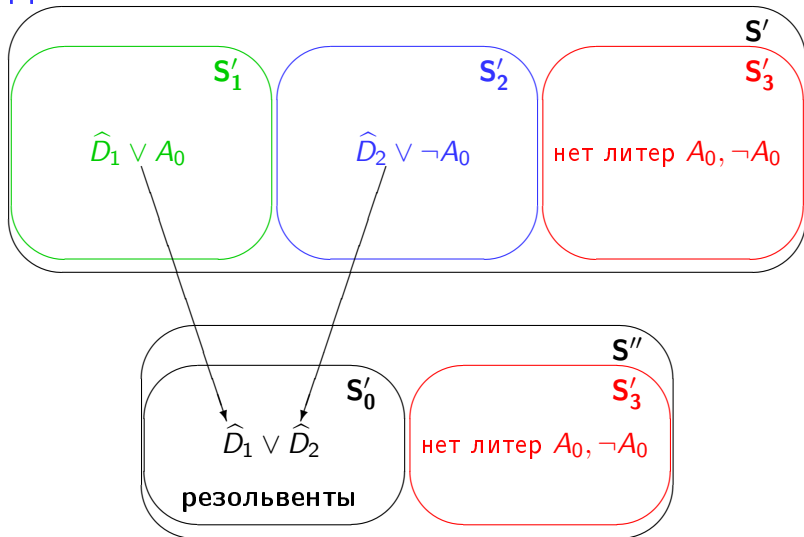 S′
S′₁ S′₂ S′₃
D̂₁ ∨ A₀ D̂₂ ∨ ¬A₀ нет литер A₀, ¬A₀
S″
S′₀ S′₃
D̂₁ ∨ D̂₂ нет литер A₀, ¬A₀
резольвенты